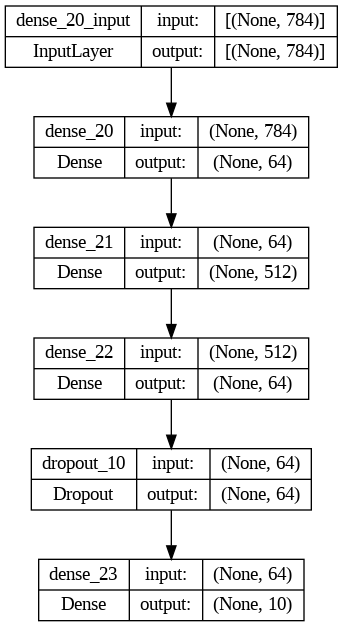 dense_20_input input: [(None, 784)]
InputLayer output: [(None, 784)]
dense_20 input: (None, 784)
Dense output: (None, 64)
dense_21 input: (None, 64)
Dense output: (None, 512)
dense_22 input: (None, 512)
Dense output: (None, 64)
dropout_10 input: (None, 64)
Dropout output: (None, 64)
dense_23 input: (None, 64)
Dense output: (None, 10)